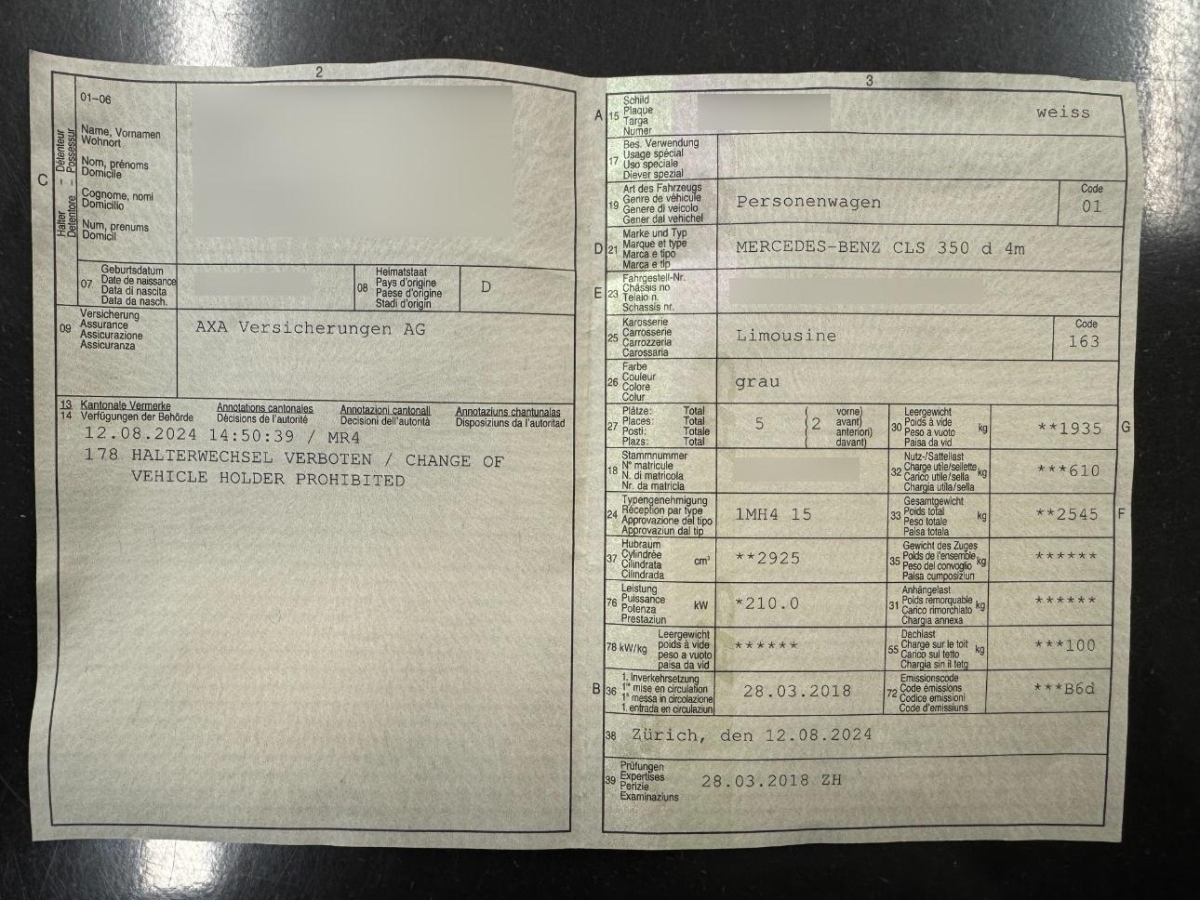 2
C
Halter – Détenteur
Detentore – Possessur
01–06
Name, Vornamen
Wohnort
Nom, prénoms
Domicile
Cognome, nomi
Domicilio
Num, prenums
Domicil
07
Geburtsdatum
Date de naissance
Data di nascita
Data da nasch.
08
Heimatstaat
Pays d'origine
Paese d'origine
Stadi d'origin
D
09
Versicherung
Assurance
Assicurazione
Assicuranza
AXA Versicherungen AG
13 Kantonale Vermerke Annotations cantonales Annotazioni cantonali Annotaziuns chantunalas
14 Verfügungen der Behörde Décisions de l'autorité Decisioni dell'autorità Disposiziuns da l'autoritad
12.08.2024 14:50:39 / MR4
178 HALTERWECHSEL VERBOTEN / CHANGE OF
VEHICLE HOLDER PROHIBITED
3
A 15
Schild
Plaque
Targa
Numer
weiss
17
Bes. Verwendung
Usage spécial
Uso speciale
Diever spezial
19
Art des Fahrzeugs
Genre de véhicule
Genere di veicolo
Gener dal vehichel
Personenwagen
Code
01
D 21
Marke und Typ
Marque et type
Marca e tipo
Marca e tip
MERCEDES-BENZ CLS 350 d 4m
E 23
Fahrgestell-Nr.
Châssis no
Telaio n.
Schassis nr.
25
Karosserie
Carrosserie
Carrozzeria
Carossaria
Limousine
Code
163
26
Farbe
Couleur
Colore
Colur
grau
27
Plätze: Total
Places: Total
Posti: Totale
Plazs: Total
5 (2
vorne)
avant)
anteriori)
davant)
30
Leergewicht
Poids à vide
Peso a vuoto
Paisa da vid
kg
**1935
G
18
Stammnummer
N° matricule
N. di matricola
Nr. da matricla
32
Nutz-/Sattellast
Charge utile/sellette
Carico utile/sella
Chargia utila/sella
kg
***610
24
Typengenehmigung
Réception par type
Approvazione del tipo
Approvaziun dal tip
1MH4 15
33
Gesamtgewicht
Poids total
Peso totale
Paisa totala
kg
**2545
F
37
Hubraum
Cylindrée
Cilindrata
Cilindrada
cm³
**2925
35
Gewicht des Zuges
Poids de l'ensemble
Peso del convoglio
Paisa cumposiziun
kg
******
76
Leistung
Puissance
Potenza
Prestaziun
kW
*210.0
31
Anhängelast
Poids remorquable
Carico rimorchiato
Chargia annexa
kg
******
78 kW/kg
Leergewicht
poids à vide
peso a vuoto
paisa da vid
******
55
Dachlast
Charge sur le toit
Carico sul tetto
Chargia sin il tetg
kg
***100
B 36
1. Inverkehrsetzung
1re mise en circulation
1a messa in circolazione
1. entrada en circulaziun
28.03.2018
72
Emissionscode
Code émissions
Codice emissioni
Code d'emissiuns
***B6d
38 Zürich, den 12.08.2024
39
Prüfungen
Expertises
Perizie
Examinaziuns
28.03.2018 ZH